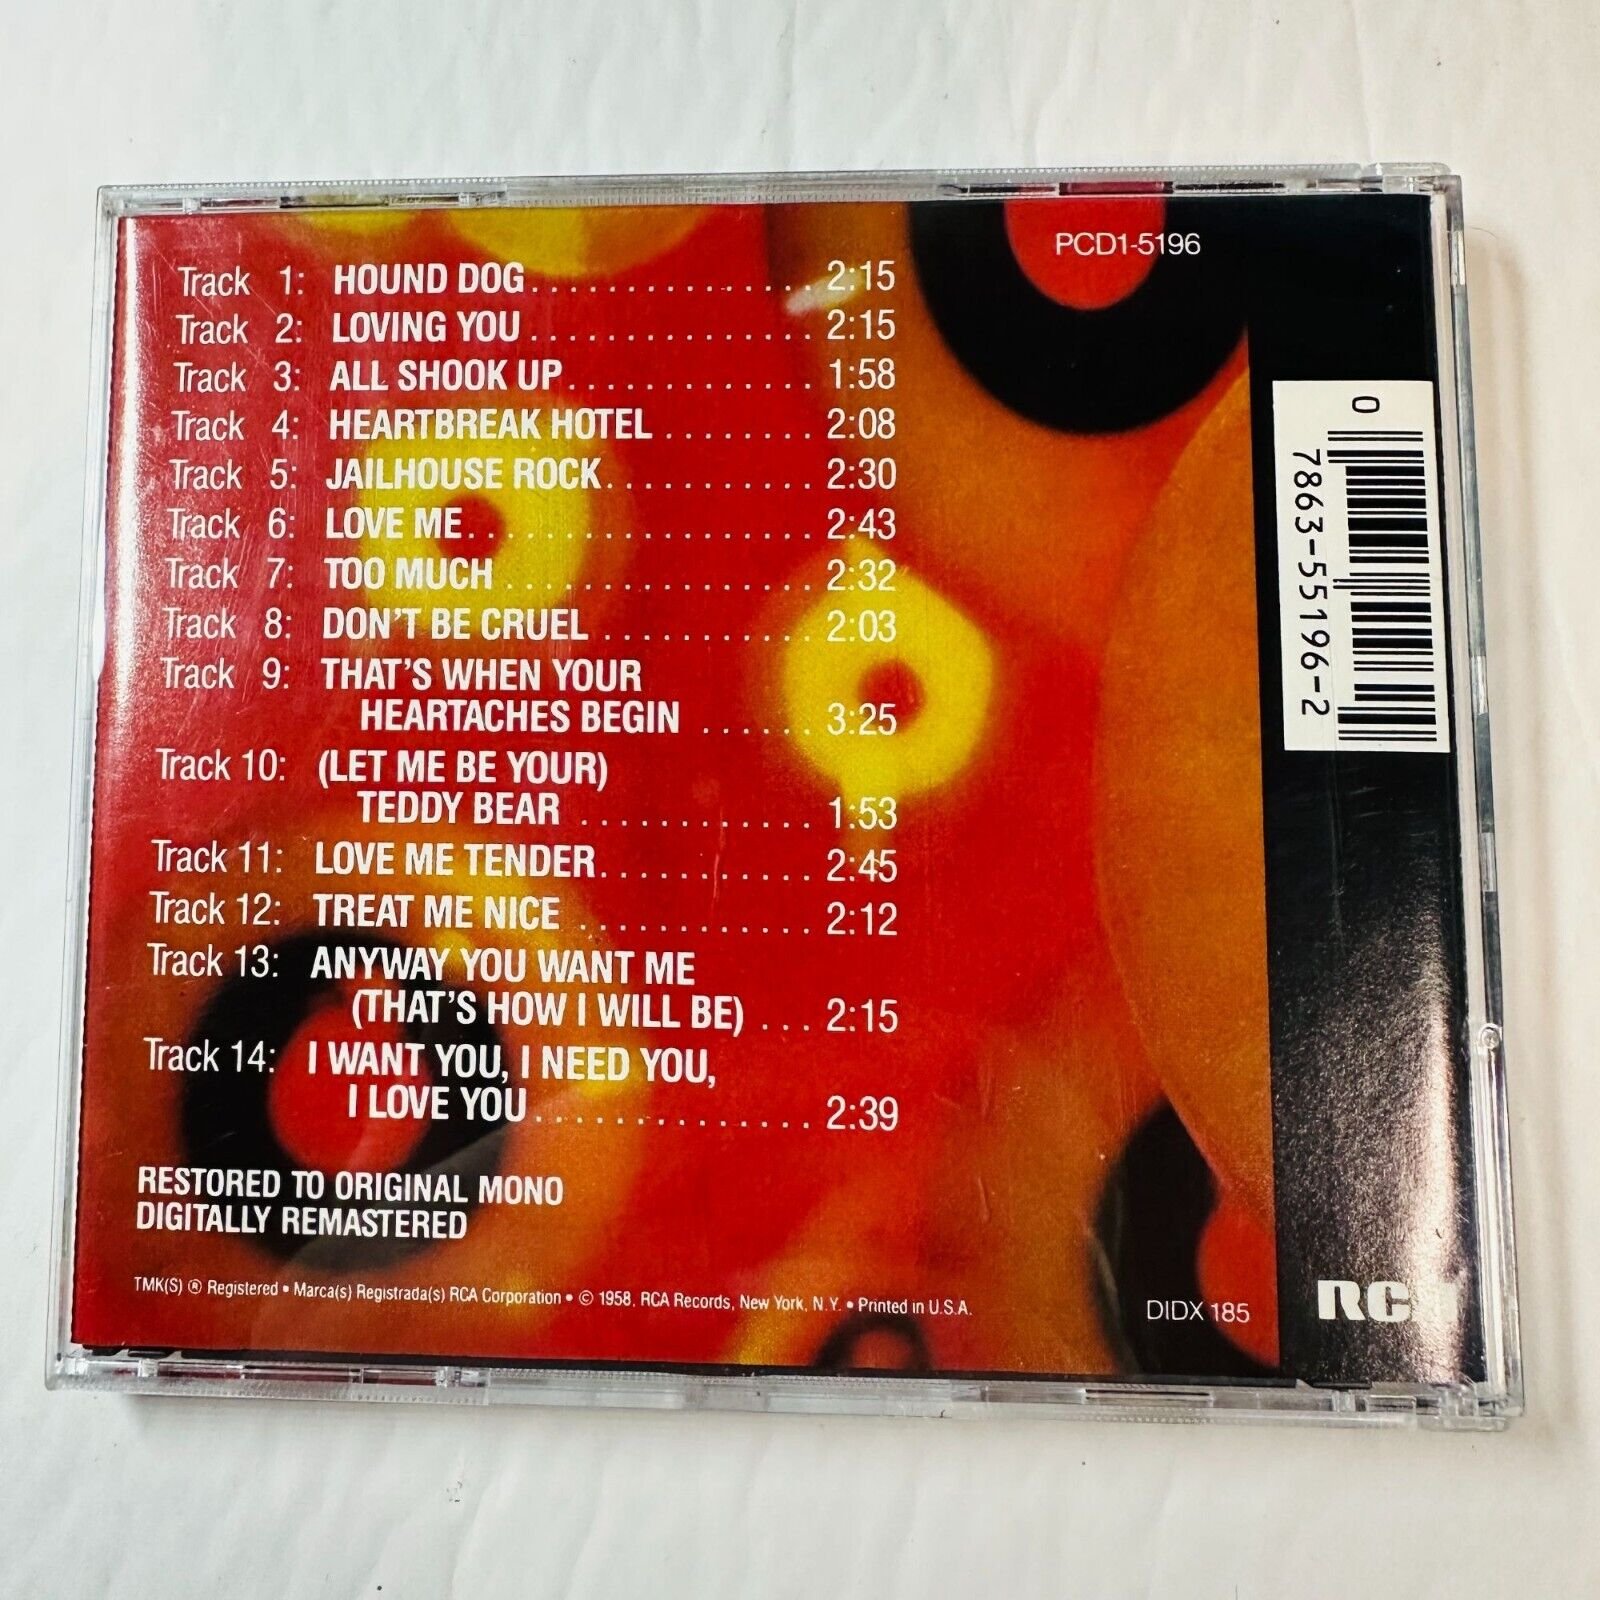 PCD1-5196
Track 1: HOUND DOG................ 2:15
Track 2: LOVING YOU................ 2:15
Track 3: ALL SHOOK UP.............. 1:58
Track 4: HEARTBREAK HOTEL ........ 2:08
Track 5: JAILHOUSE ROCK............ 2:30
Track 6: LOVE ME.................... 2:43
Track 7: TOO MUCH .................. 2:32
Track 8: DON'T BE CRUEL ............ 2:03
Track 9: THAT'S WHEN YOUR
HEARTACHES BEGIN ...... 3:25
Track 10: (LET ME BE YOUR)
TEDDY BEAR ............. 1:53
Track 11: LOVE ME TENDER............ 2:45
Track 12: TREAT ME NICE ............. 2:12
Track 13: ANYWAY YOU WANT ME
(THAT'S HOW I WILL BE) ... 2:15
Track 14: I WANT YOU, I NEED YOU,
I LOVE YOU................ 2:39
RESTORED TO ORIGINAL MONO
DIGITALLY REMASTERED
TMK(S) ® Registered • Marca(s) Registrada(s) RCA Corporation • © 1958, RCA Records, New York, N.Y. • Printed in U.S.A.
DIDX 185
0 78635-5196-2
RCA